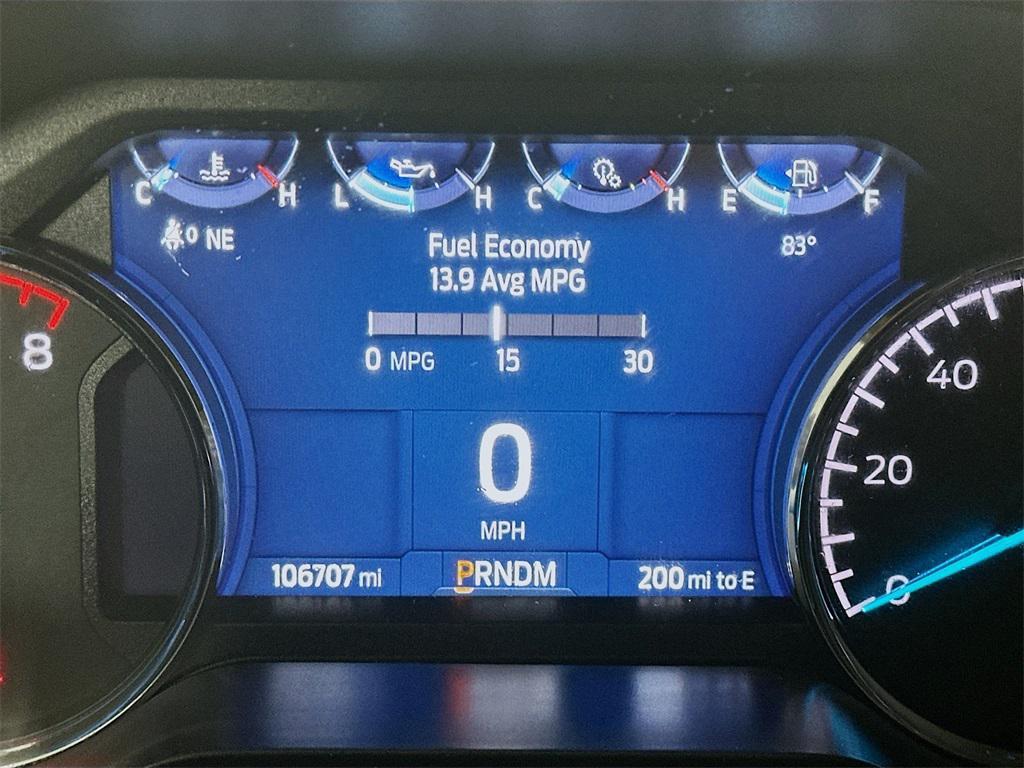 C H L H C H E F
0 NE
83°
Fuel Economy
13.9 Avg MPG
0 MPG 15 30
8
40
20
0
0
MPH
106707 mi
PRNDM
200 mi to E